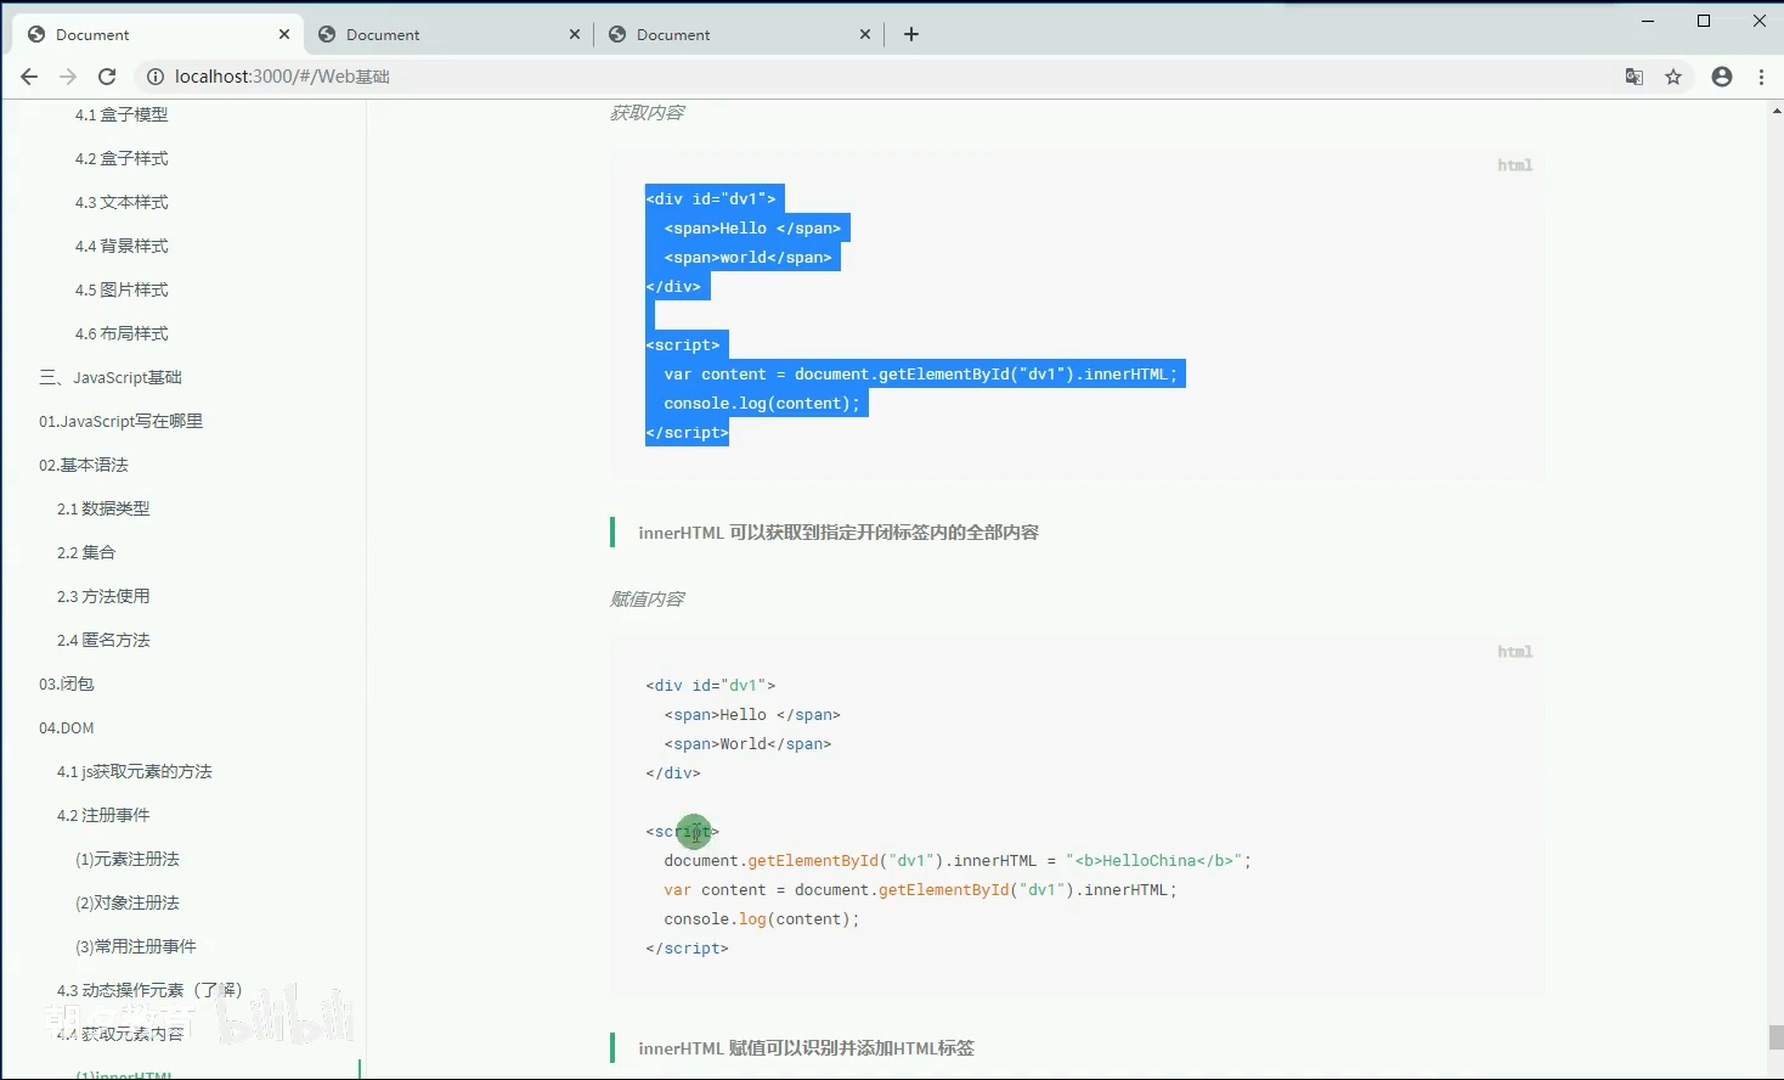 Document
Document
Document
localhost:3000/#/Web基础
4.1 盒子模型
4.2 盒子样式
4.3 文本样式
4.4 背景样式
4.5 图片样式
4.6 布局样式
三、JavaScript基础
01.JavaScript写在哪里
02.基本语法
2.1 数据类型
2.2 集合
2.3 方法使用
2.4 匿名方法
03.闭包
04.DOM
4.1 js获取元素的方法
4.2 注册事件
(1)元素注册法
(2)对象注册法
(3)常用注册事件
4.3 动态操作元素（了解）
4.4 获取元素内容
(1)innerHTML
朝夕教育 bilibili
获取内容
html
<div id="dv1">
  <span>Hello </span>
  <span>world</span>
</div>

<script>
  var content = document.getElementById("dv1").innerHTML;
  console.log(content);
</script>
innerHTML 可以获取到指定开闭标签内的全部内容
赋值内容
html
<div id="dv1">
  <span>Hello </span>
  <span>World</span>
</div>

<script>
  document.getElementById("dv1").innerHTML = "<b>HelloChina</b>";
  var content = document.getElementById("dv1").innerHTML;
  console.log(content);
</script>
innerHTML 赋值可以识别并添加HTML标签